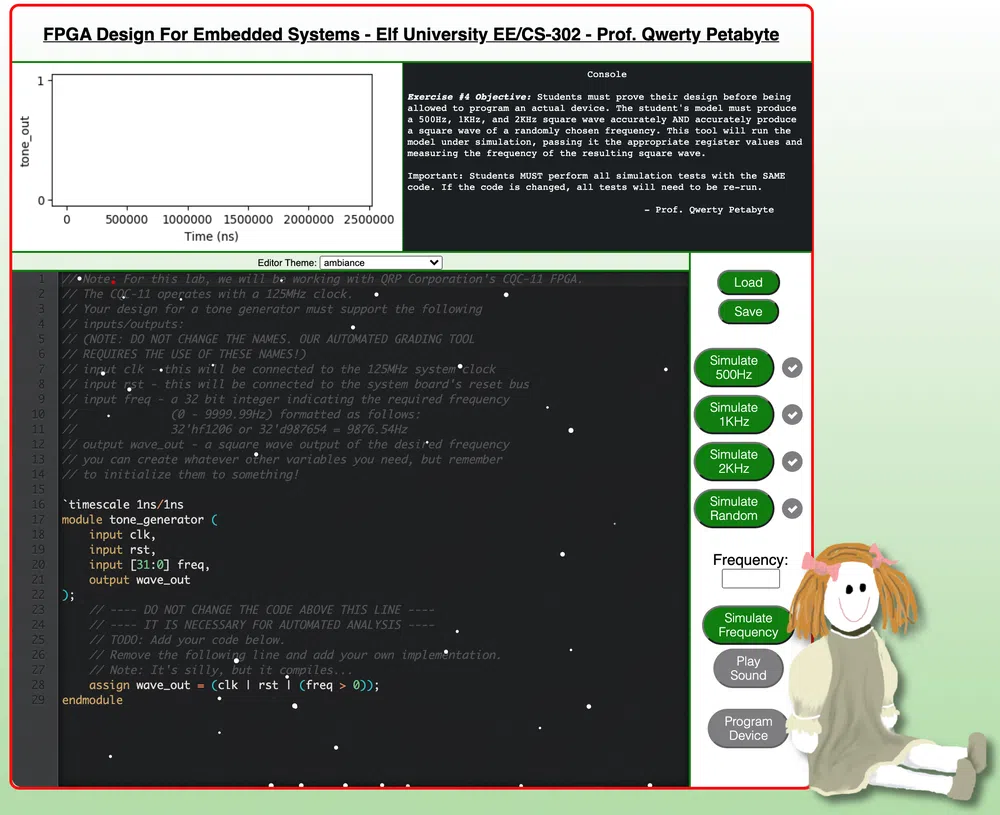 FPGA Design For Embedded Systems - Elf University EE/CS-302 - Prof. Qwerty Petabyte
1
tone_out
0
0 500000 1000000 1500000 2000000 2500000
Time (ns)
Console
Exercise #4 Objective: Students must prove their design before being
allowed to program an actual device. The student's model must produce
a 500Hz, 1KHz, and 2KHz square wave accurately AND accurately produce
a square wave of a randomly chosen frequency. This tool will run the
model under simulation, passing it the appropriate register values and
measuring the frequency of the resulting square wave.
Important: Students MUST perform all simulation tests with the SAME
code. If the code is changed, all tests will need to be re-run.
- Prof. Qwerty Petabyte
Editor Theme: ambiance
1 // Note: For this lab, we will be working with QRP Corporation's CQC-11 FPGA.
2 // The CQC-11 operates with a 125MHz clock.
3 // Your design for a tone generator must support the following
4 // inputs/outputs:
5 // (NOTE: DO NOT CHANGE THE NAMES. OUR AUTOMATED GRADING TOOL
6 // REQUIRES THE USE OF THESE NAMES!)
7 // input clk - this will be connected to the 125MHz system clock
8 // input rst - this will be connected to the system board's reset bus
9 // input freq - a 32 bit integer indicating the required frequency
10 // (0 - 9999.99Hz) formatted as follows:
11 // 32'hf1206 or 32'd987654 = 9876.54Hz
12 // output wave_out - a square wave output of the desired frequency
13 // you can create whatever other variables you need, but remember
14 // to initialize them to something!
15
16 `timescale 1ns/1ns
17 module tone_generator (
18 input clk,
19 input rst,
20 input [31:0] freq,
21 output wave_out
22 );
23 // ---- DO NOT CHANGE THE CODE ABOVE THIS LINE ----
24 // ---- IT IS NECESSARY FOR AUTOMATED ANALYSIS ----
25 // TODO: Add your code below.
26 // Remove the following line and add your own implementation.
27 // Note: It's silly, but it compiles...
28 assign wave_out = (clk | rst | (freq > 0));
29 endmodule
Load
Save
Simulate
500Hz
Simulate
1KHz
Simulate
2KHz
Simulate
Random
Frequency:
Simulate
Frequency
Play
Sound
Program
Device